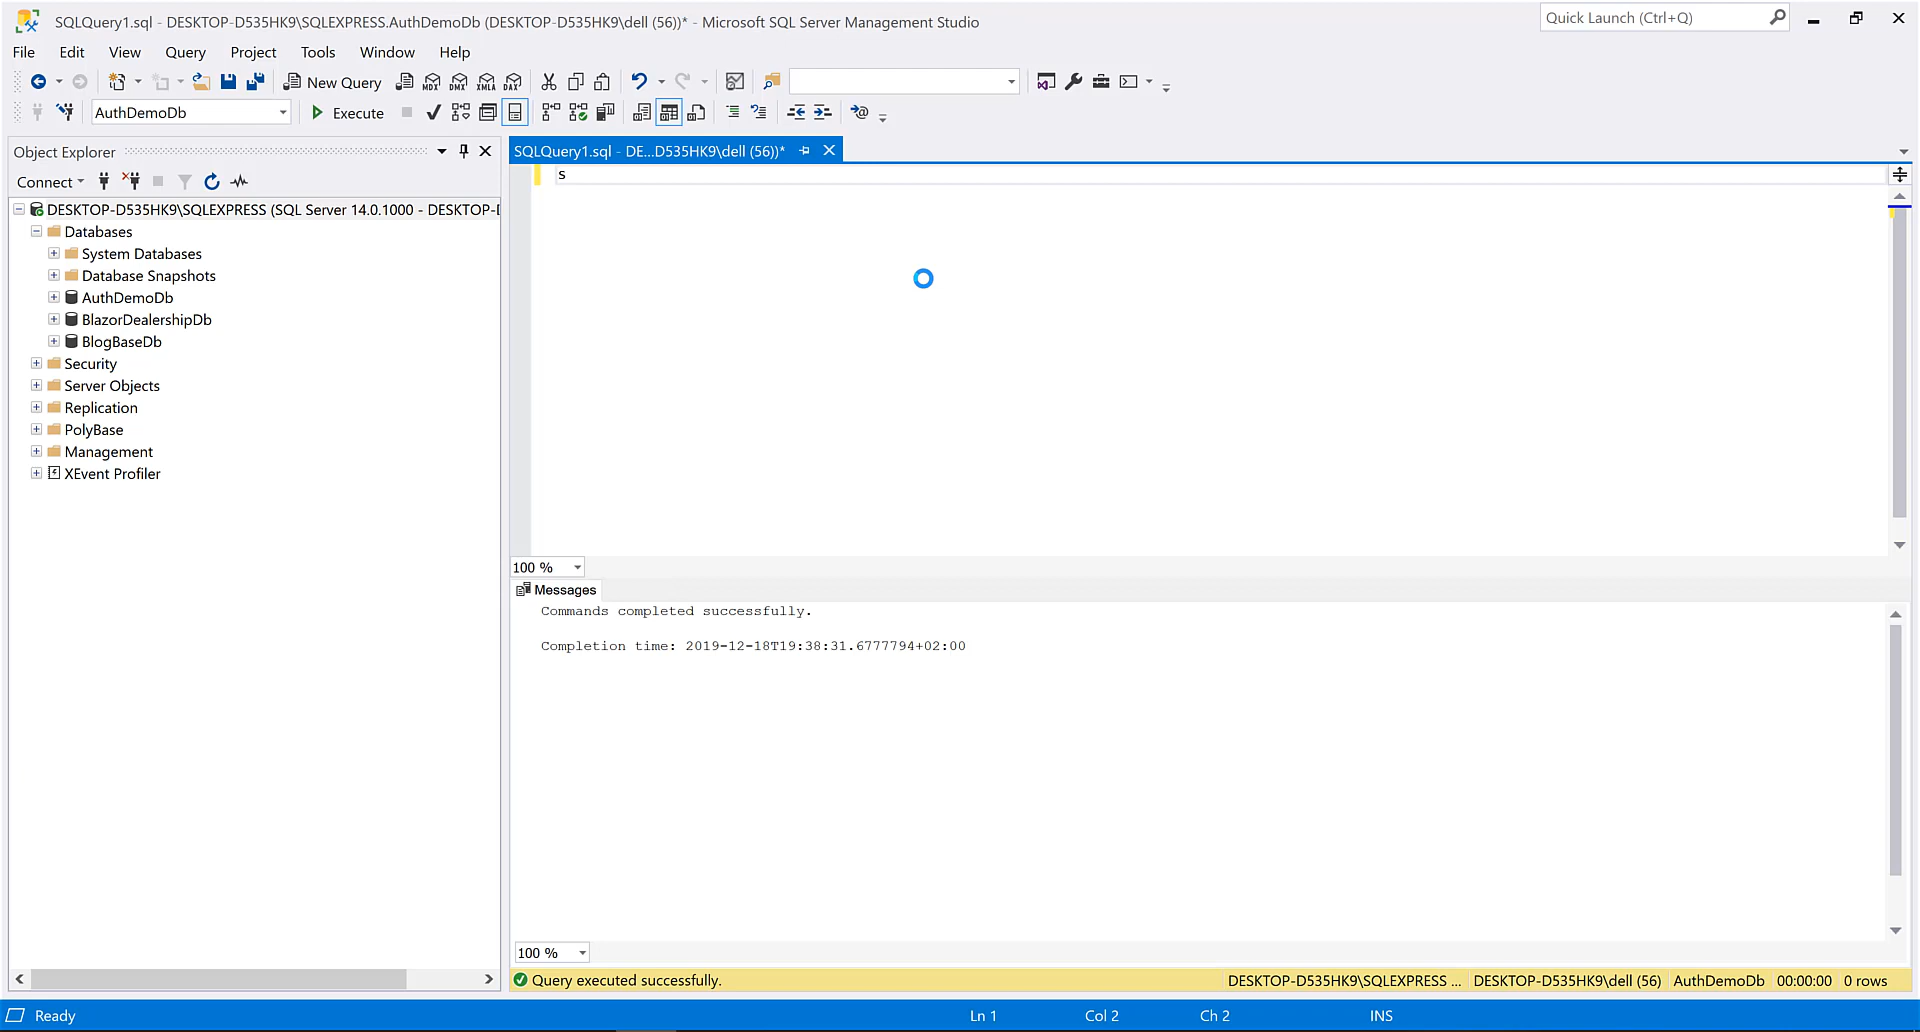 SQLQuery1.sql - DESKTOP-D535HK9\SQLEXPRESS.AuthDemoDb (DESKTOP-D535HK9\dell (56))* - Microsoft SQL Server Management Studio
Quick Launch (Ctrl+Q)
File Edit View Query Project Tools Window Help
New Query MDX DMX XMLA DAX
AuthDemoDb Execute
Object Explorer
SQLQuery1.sql - DE...D535HK9\dell (56))*
Connect
s
DESKTOP-D535HK9\SQLEXPRESS (SQL Server 14.0.1000 - DESKTOP-D
Databases
System Databases
Database Snapshots
AuthDemoDb
BlazorDealershipDb
BlogBaseDb
Security
Server Objects
Replication
PolyBase
Management
XEvent Profiler
100 %
Messages
Commands completed successfully.
Completion time: 2019-12-18T19:38:31.6777794+02:00
100 %
Query executed successfully. DESKTOP-D535HK9\SQLEXPRESS ... DESKTOP-D535HK9\dell (56) AuthDemoDb 00:00:00 0 rows
Ready Ln 1 Col 2 Ch 2 INS